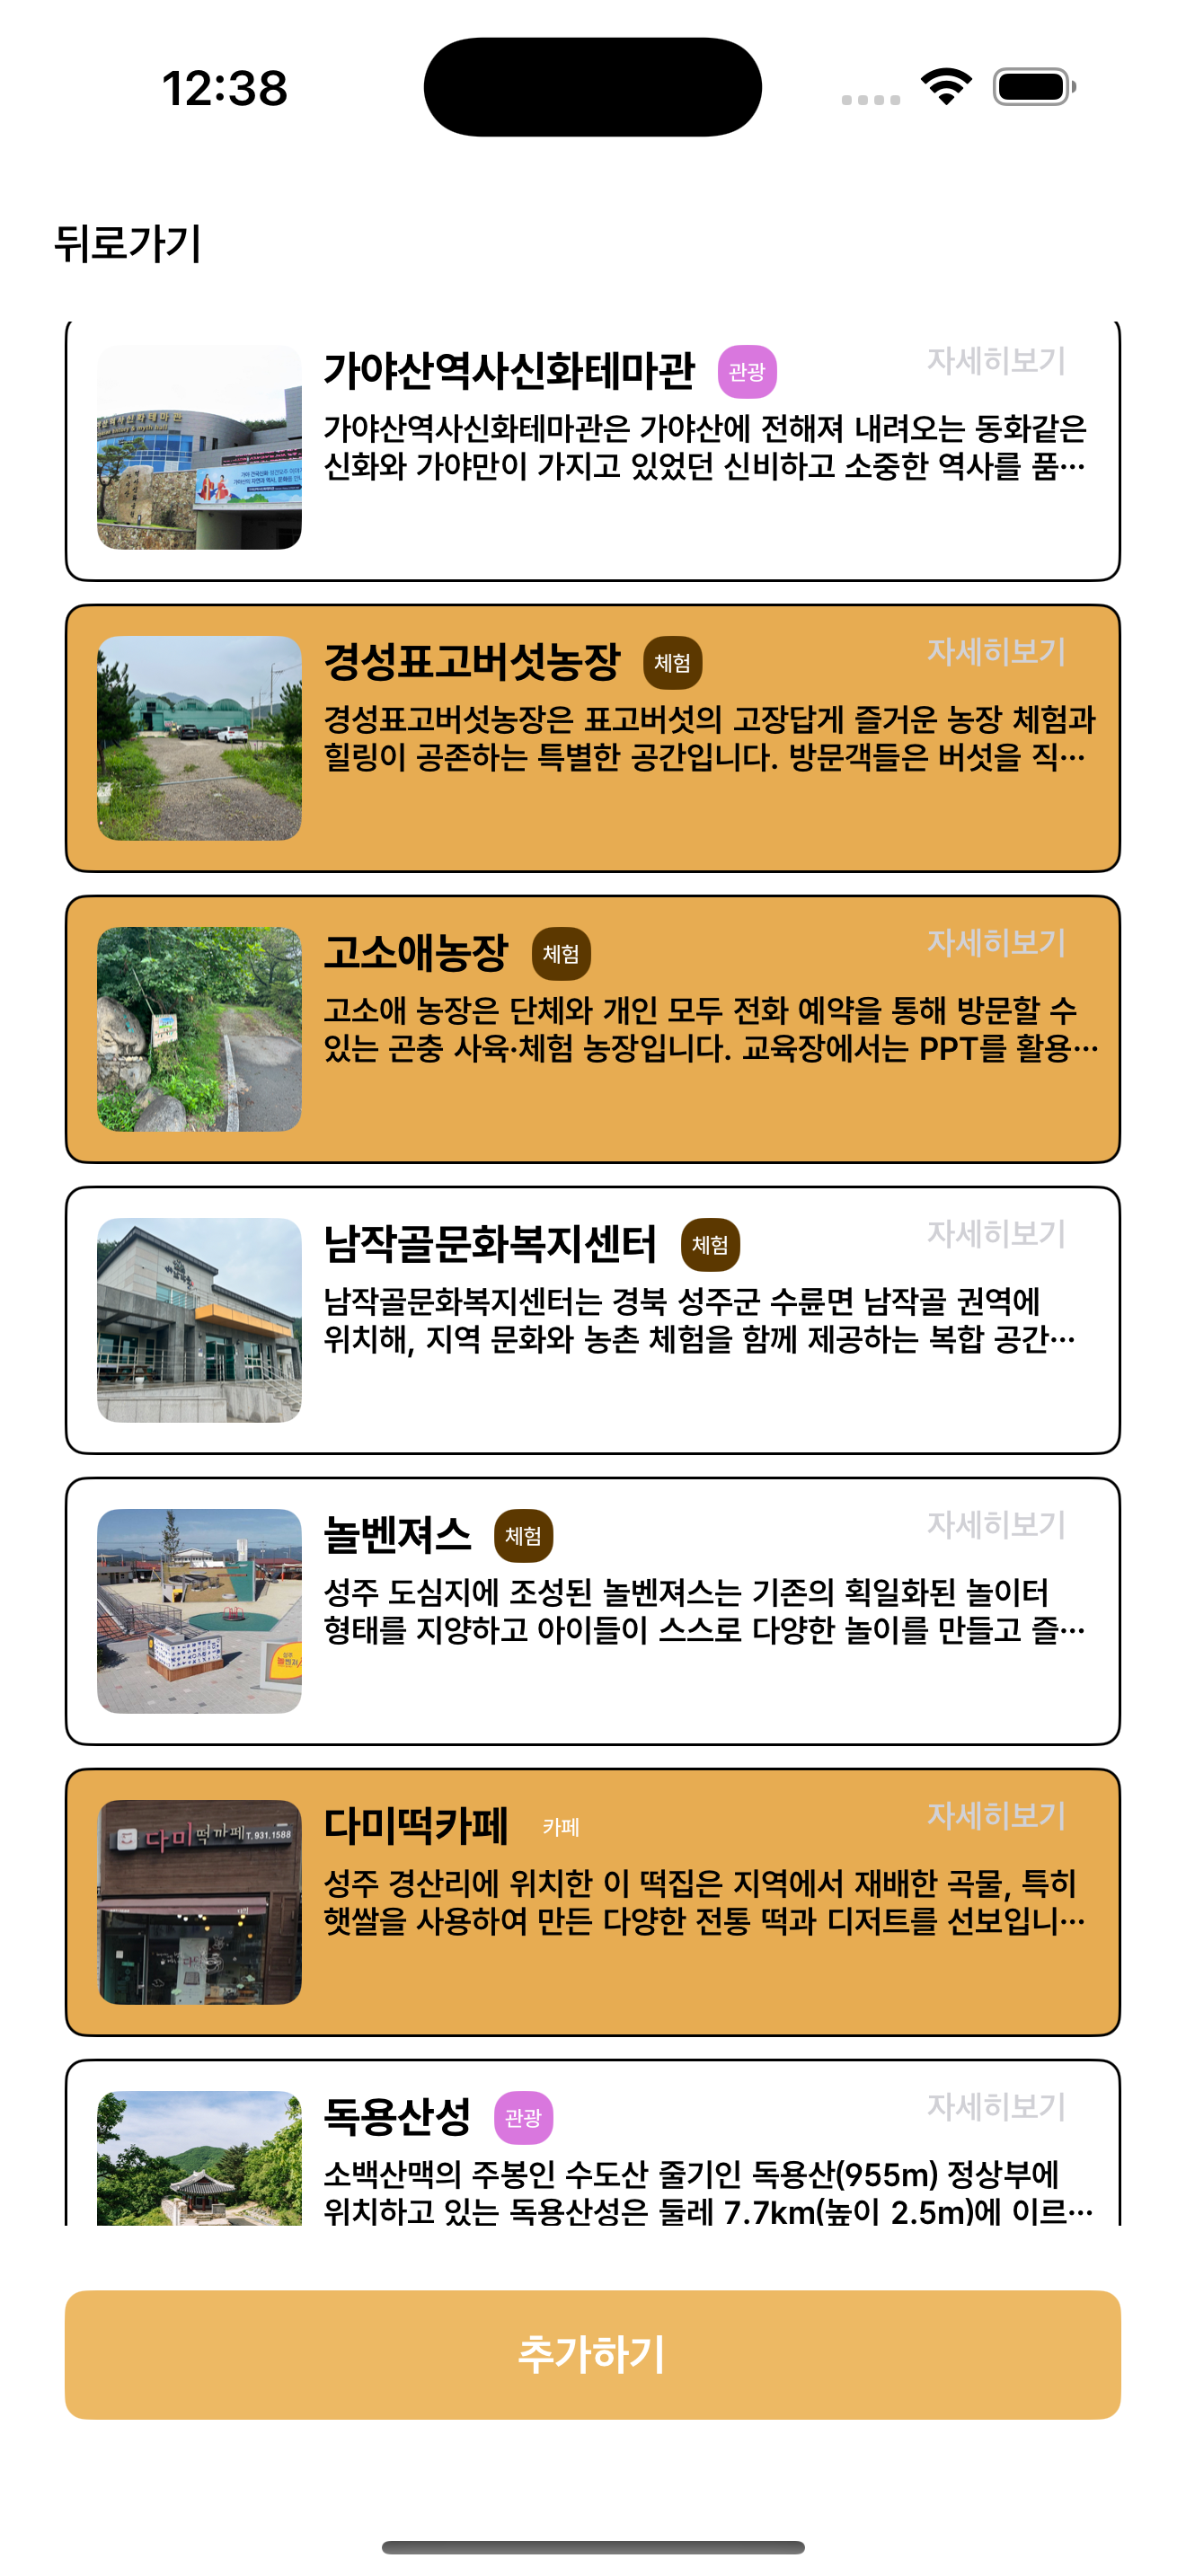 12:38
뒤로가기
가야산역사신화테마관 관광 자세히보기
가야산역사신화테마관은 가야산에 전해져 내려오는 동화같은
신화와 가야만이 가지고 있었던 신비하고 소중한 역사를 품…
경성표고버섯농장 체험 자세히보기
경성표고버섯농장은 표고버섯의 고장답게 즐거운 농장 체험과
힐링이 공존하는 특별한 공간입니다. 방문객들은 버섯을 직…
고소애농장 체험 자세히보기
고소애 농장은 단체와 개인 모두 전화 예약을 통해 방문할 수
있는 곤충 사육·체험 농장입니다. 교육장에서는 PPT를 활용…
남작골문화복지센터 체험 자세히보기
남작골문화복지센터는 경북 성주군 수륜면 남작골 권역에
위치해, 지역 문화와 농촌 체험을 함께 제공하는 복합 공간…
놀벤져스 체험 자세히보기
성주 도심지에 조성된 놀벤져스는 기존의 획일화된 놀이터
형태를 지양하고 아이들이 스스로 다양한 놀이를 만들고 즐…
다미떡까페 T.931.1588
다미떡카페 카페 자세히보기
성주 경산리에 위치한 이 떡집은 지역에서 재배한 곡물, 특히
햇쌀을 사용하여 만든 다양한 전통 떡과 디저트를 선보입니…
독용산성 관광 자세히보기
소백산맥의 주봉인 수도산 줄기인 독용산(955m) 정상부에
위치하고 있는 독용산성은 둘레 7.7km(높이 2.5m)에 이르…
추가하기